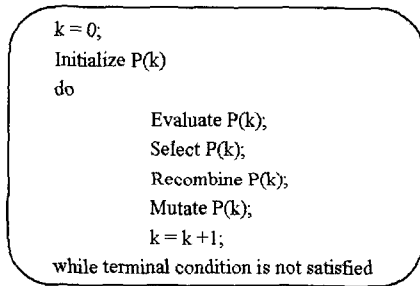 k = 0;
Initialize P(k)
do
Evaluate P(k);
Select P(k);
Recombine P(k);
Mutate P(k);
k = k +1;
while terminal condition is not satisfied